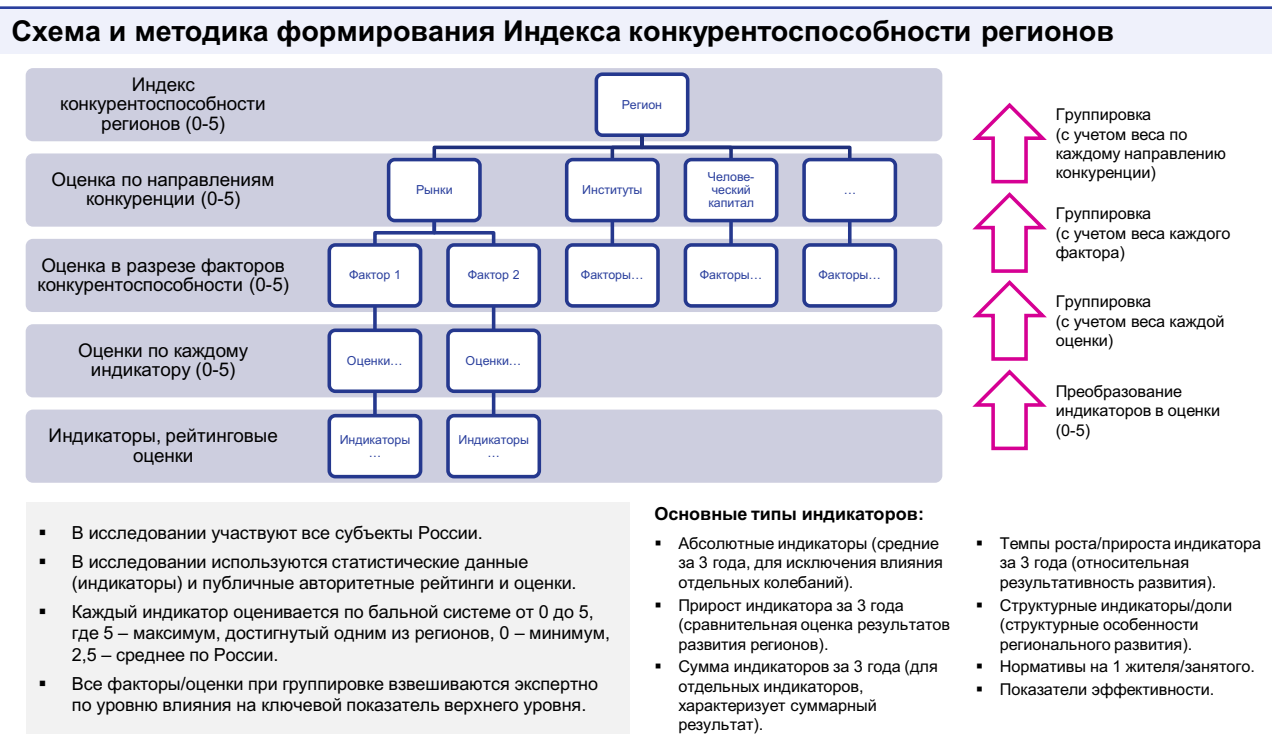 Схема и методика формирования Индекса конкурентоспособности регионов
Индекс
конкурентоспособности
регионов (0-5)
Регион
Оценка по направлениям
конкуренции (0-5)
Рынки
Институты
Челове-
ческий
капитал
…
Оценка в разрезе факторов
конкурентоспособности (0-5)
Фактор 1
Фактор 2
Факторы…
Факторы…
Факторы…
Оценки по каждому
индикатору (0-5)
Оценки…
Оценки…
Индикаторы, рейтинговые
оценки
Индикаторы
…
Индикаторы
…
Группировка
(с учетом веса по
каждому направлению
конкуренции)
Группировка
(с учетом веса каждого
фактора)
Группировка
(с учетом веса каждой
оценки)
Преобразование
индикаторов в оценки
(0-5)
▪ В исследовании участвуют все субъекты России.
▪ В исследовании используются статистические данные
(индикаторы) и публичные авторитетные рейтинги и оценки.
▪ Каждый индикатор оценивается по бальной системе от 0 до 5,
где 5 – максимум, достигнутый одним из регионов, 0 – минимум,
2,5 – среднее по России.
▪ Все факторы/оценки при группировке взвешиваются экспертно
по уровню влияния на ключевой показатель верхнего уровня.
Основные типы индикаторов:
▪ Абсолютные индикаторы (средние
за 3 года, для исключения влияния
отдельных колебаний).
▪ Прирост индикатора за 3 года
(сравнительная оценка результатов
развития регионов).
▪ Сумма индикаторов за 3 года (для
отдельных индикаторов,
характеризует суммарный
результат).
▪ Темпы роста/прироста индикатора
за 3 года (относительная
результативность развития).
▪ Структурные индикаторы/доли
(структурные особенности
регионального развития).
▪ Нормативы на 1 жителя/занятого.
▪ Показатели эффективности.